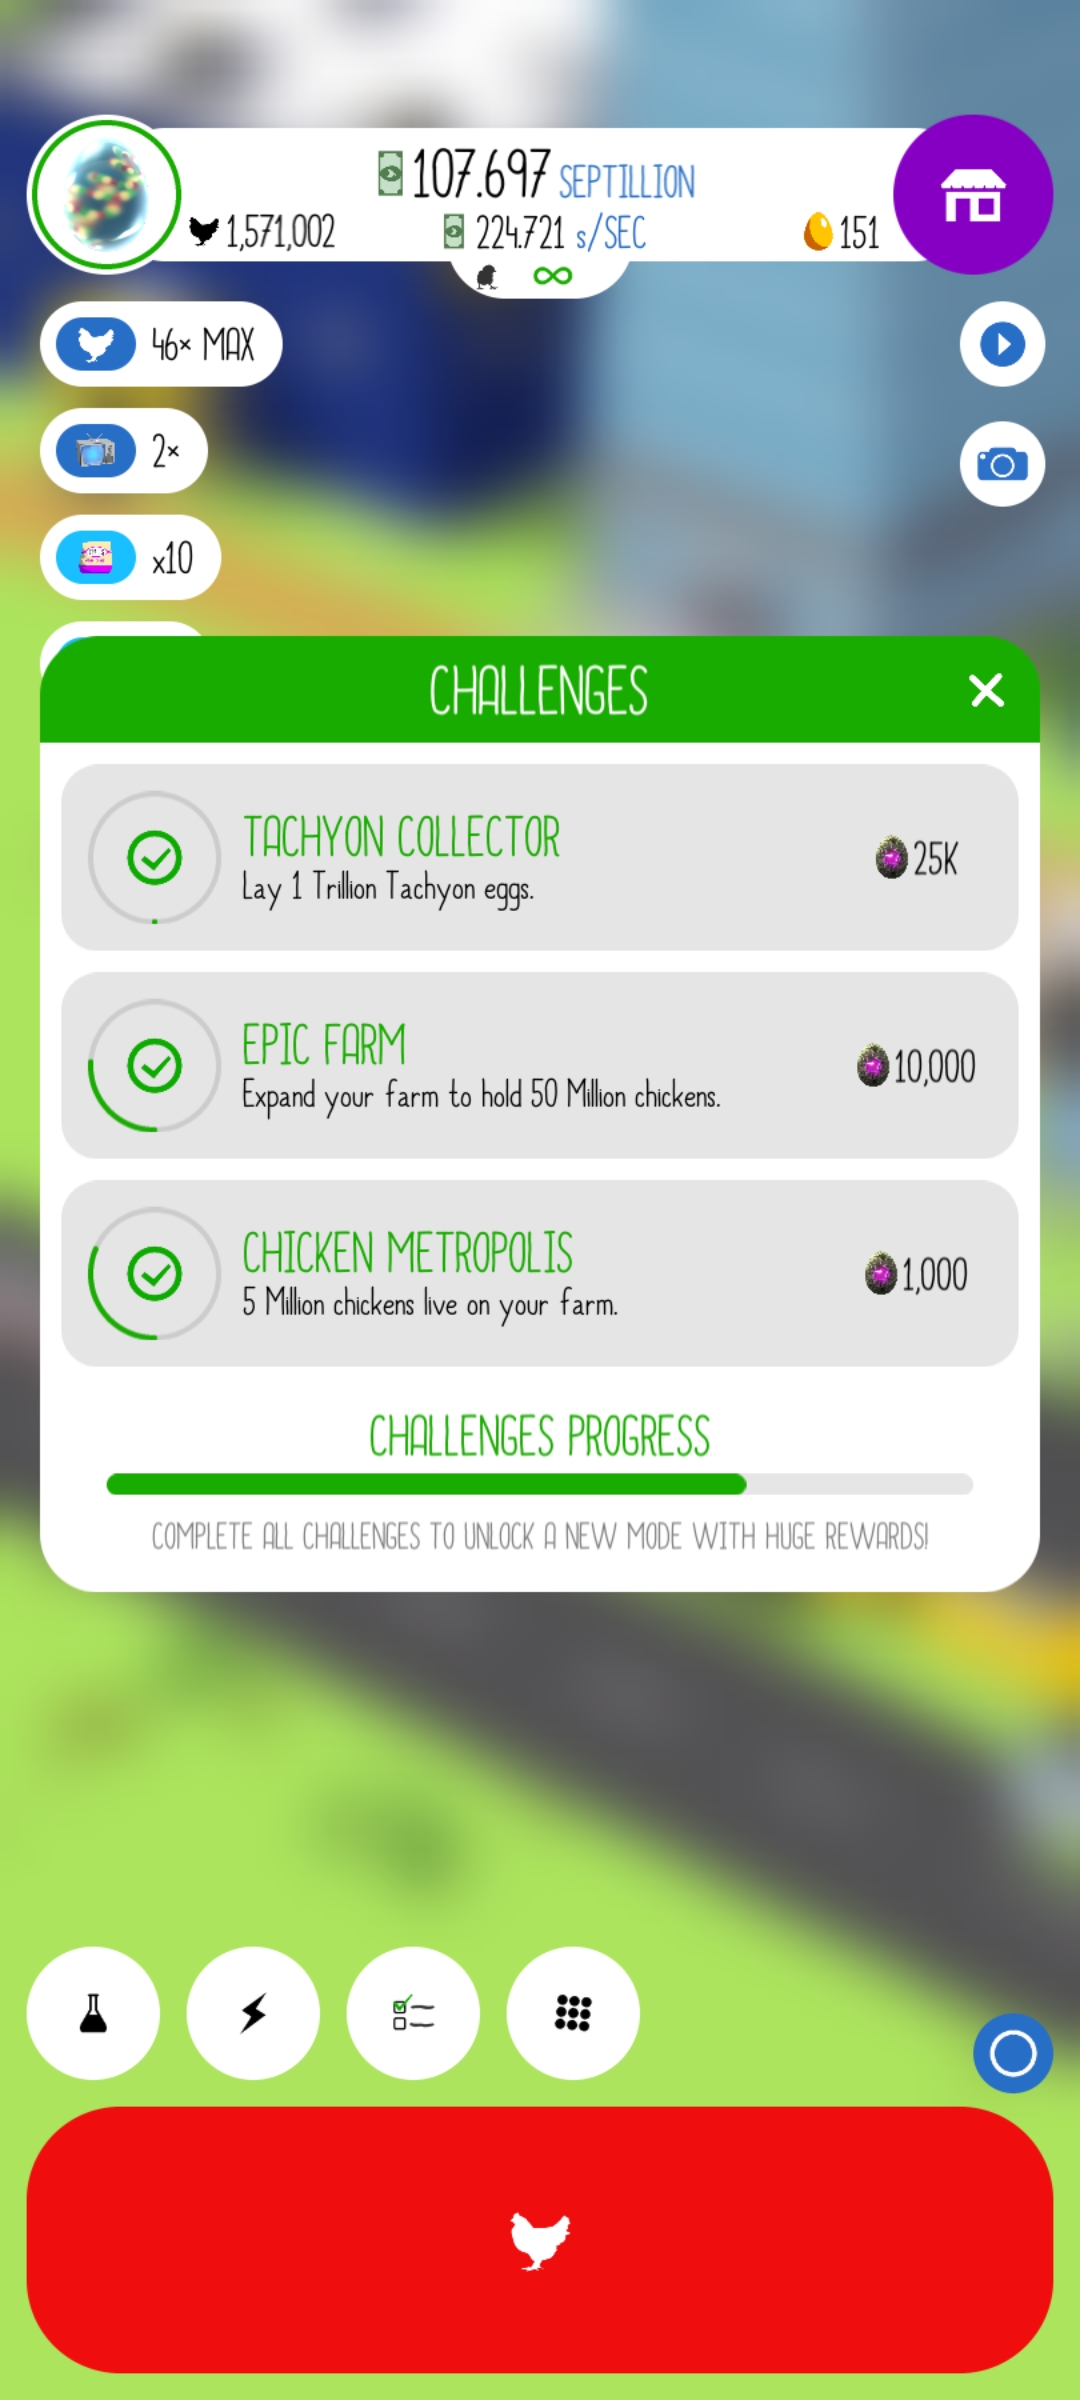 107.697 SEPTILLION
1,571,002
224.721 s/SEC
151
46× MAX
2×
x10
CHALLENGES
TACHYON COLLECTOR
Lay 1 Trillion Tachyon eggs.
25K
EPIC FARM
Expand your farm to hold 50 Million chickens.
10,000
CHICKEN METROPOLIS
5 Million chickens live on your farm.
1,000
CHALLENGES PROGRESS
COMPLETE ALL CHALLENGES TO UNLOCK A NEW MODE WITH HUGE REWARDS!